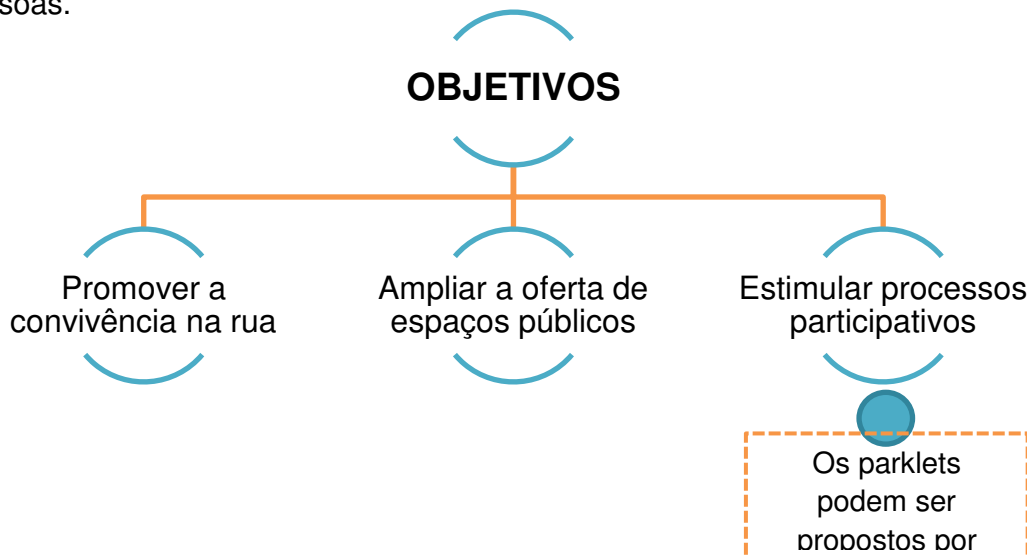 soas.
OBJETIVOS
Promover a
convivência na rua
Ampliar a oferta de
espaços públicos
Estimular processos
participativos
Os parklets
podem ser
propostos por